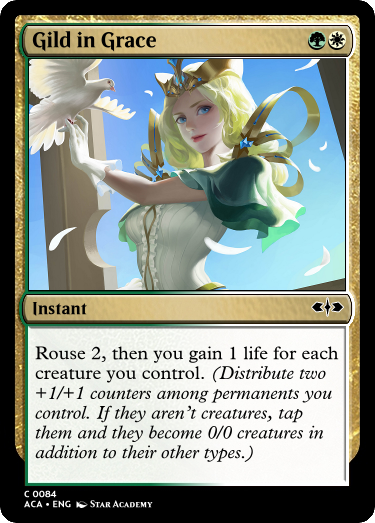 Gild in Grace
Instant
Rouse 2, then you gain 1 life for each
creature you control. (Distribute two
+1/+1 counters among permanents you
control. If they aren't creatures, tap
them and they become 0/0 creatures in
addition to their other types.)
C 0084
ACA • ENG STAR ACADEMY